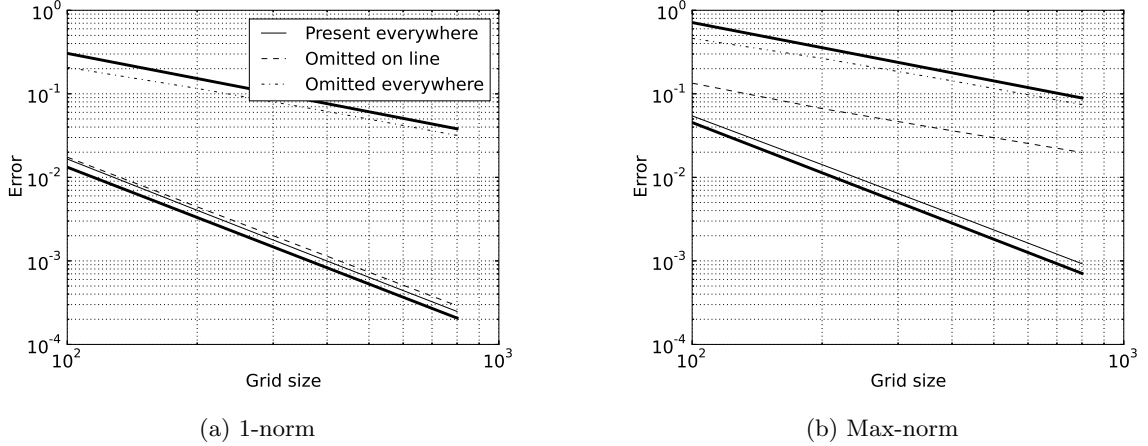 10^0
10^-1
10^-2
10^-3
10^-4
Error
10^2
10^3
Grid size
Present everywhere
Omitted on line
Omitted everywhere
(a) 1-norm
10^0
10^-1
10^-2
10^-3
10^-4
Error
10^2
10^3
Grid size
(b) Max-norm